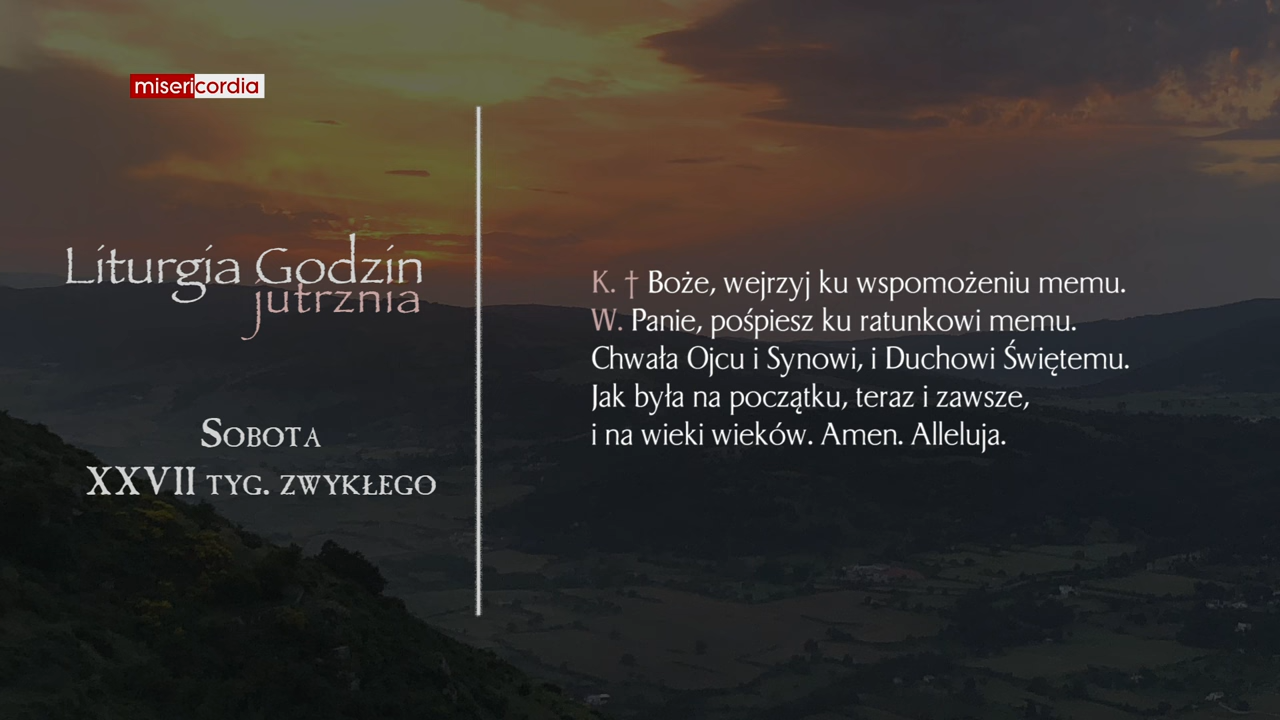 misericordia
Liturgia Godzin
jutrznia
Sobota
XXVII tyg. zwykłego
K. † Boże, wejrzyj ku wspomożeniu memu.
W. Panie, pośpiesz ku ratunkowi memu.
Chwała Ojcu i Synowi, i Duchowi Świętemu.
Jak była na początku, teraz i zawsze,
i na wieki wieków. Amen. Alleluja.